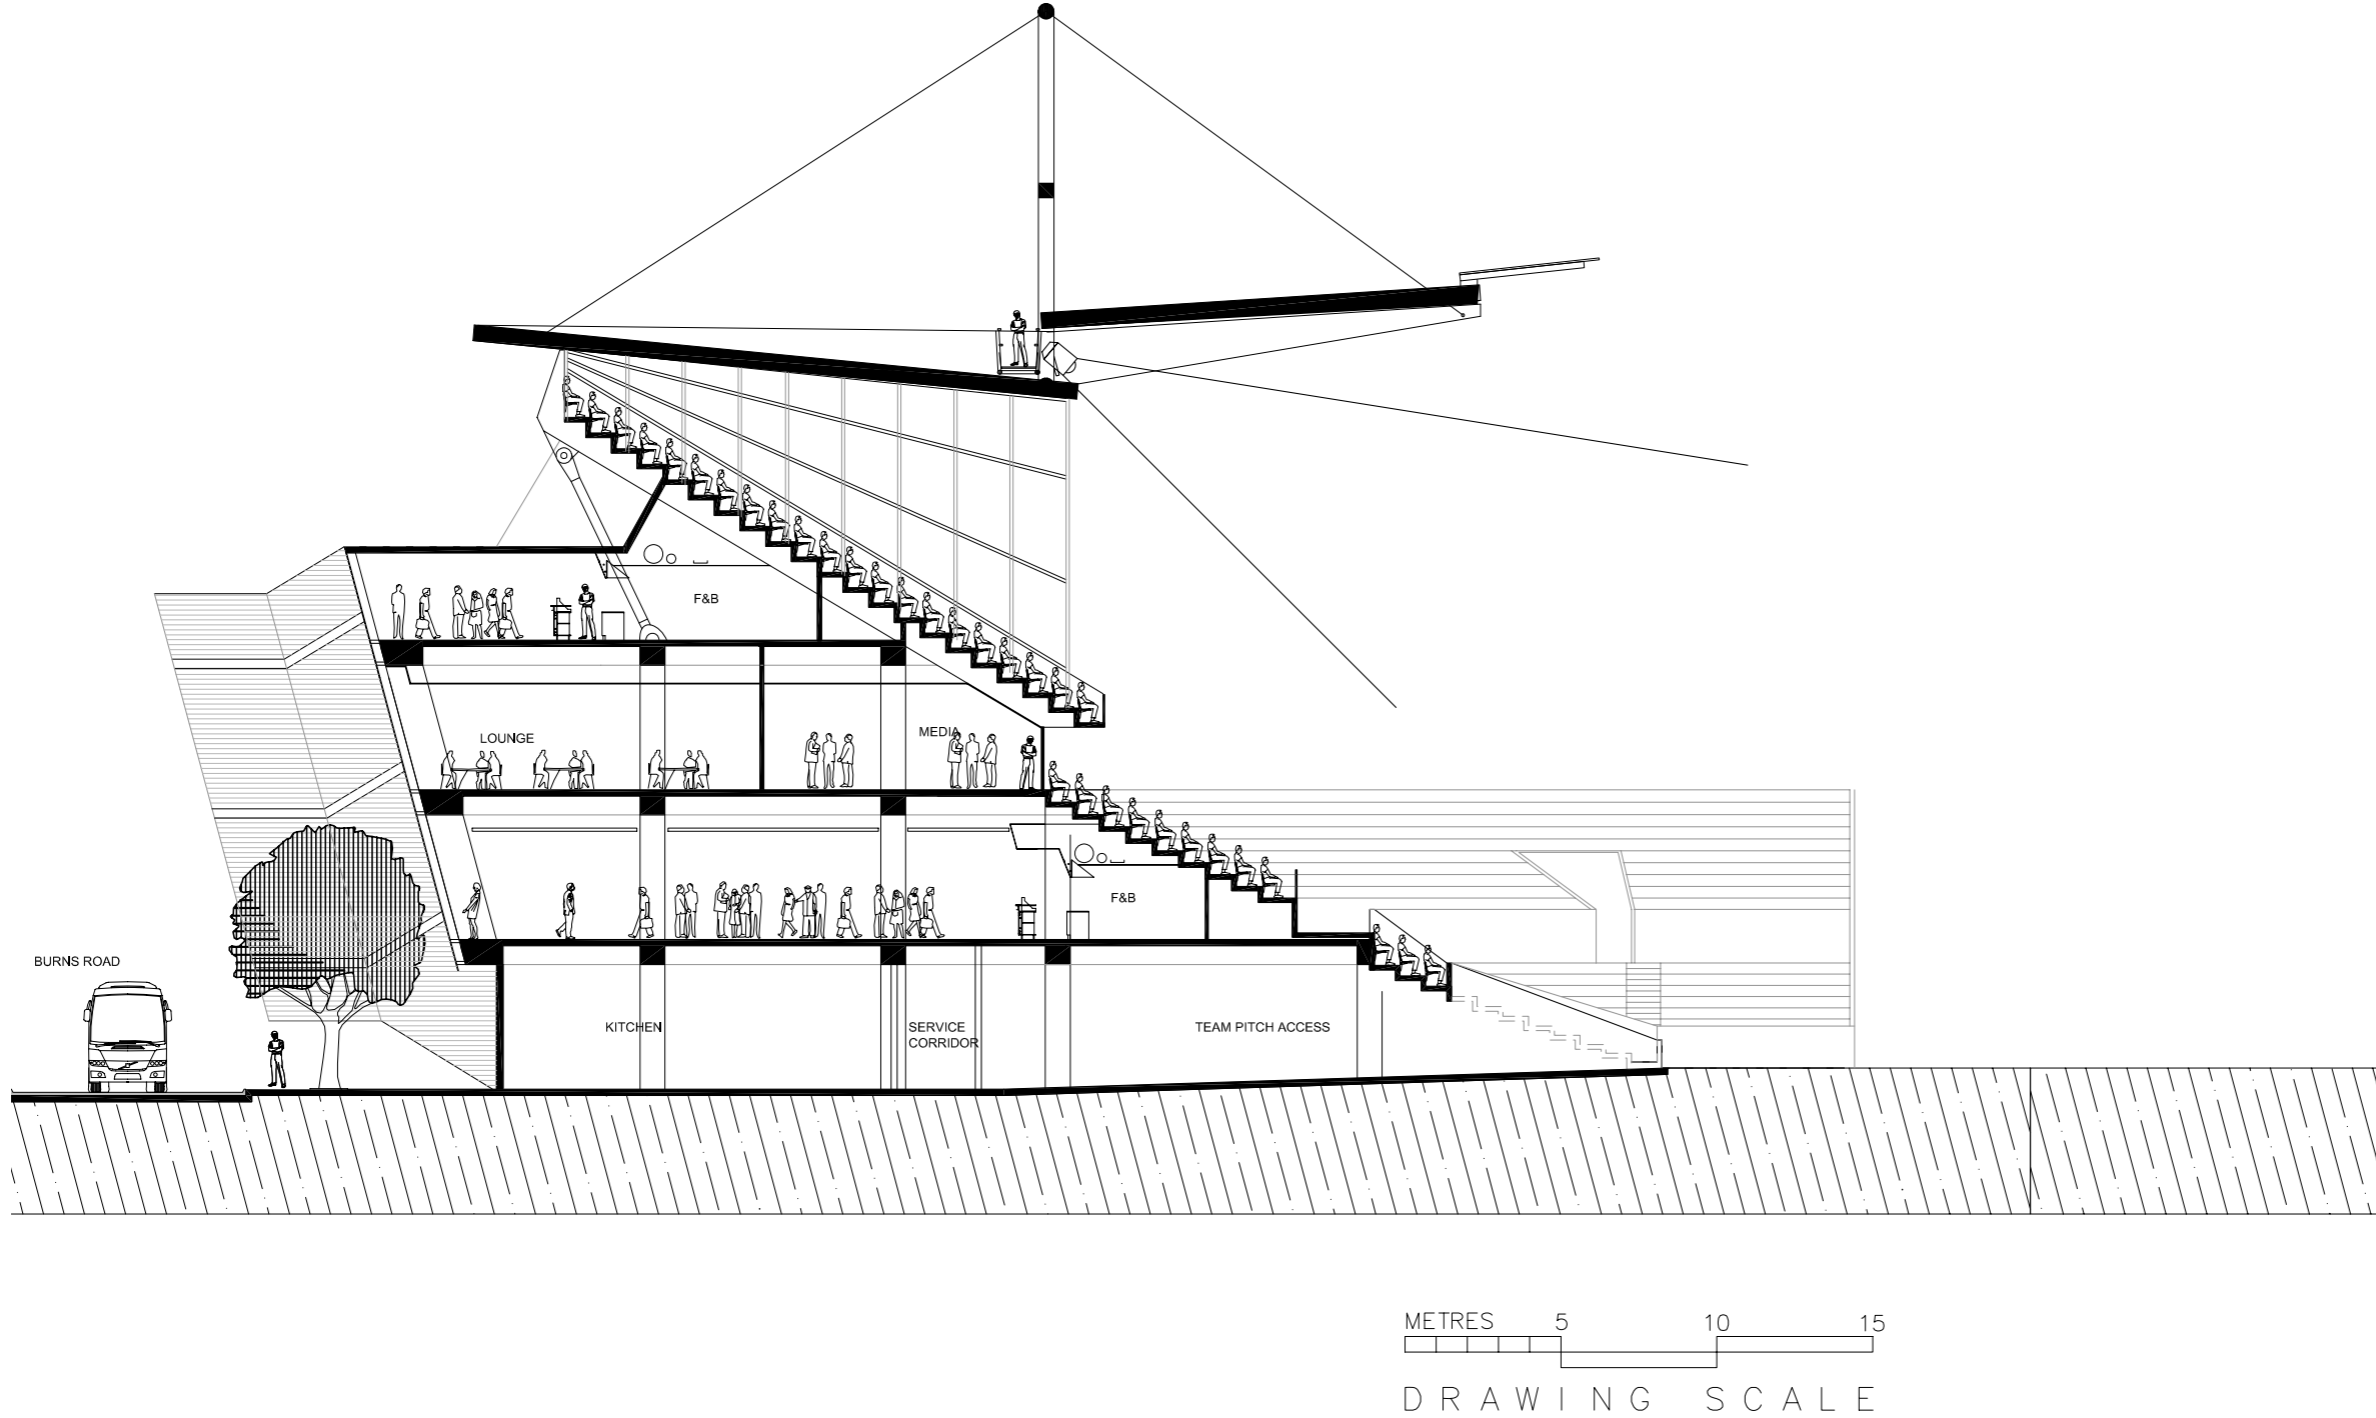 F&B
LOUNGE
MEDIA
F&B
BURNS ROAD
KITCHEN
SERVICE
CORRIDOR
TEAM PITCH ACCESS
METRES 5 10 15
DRAWING SCALE